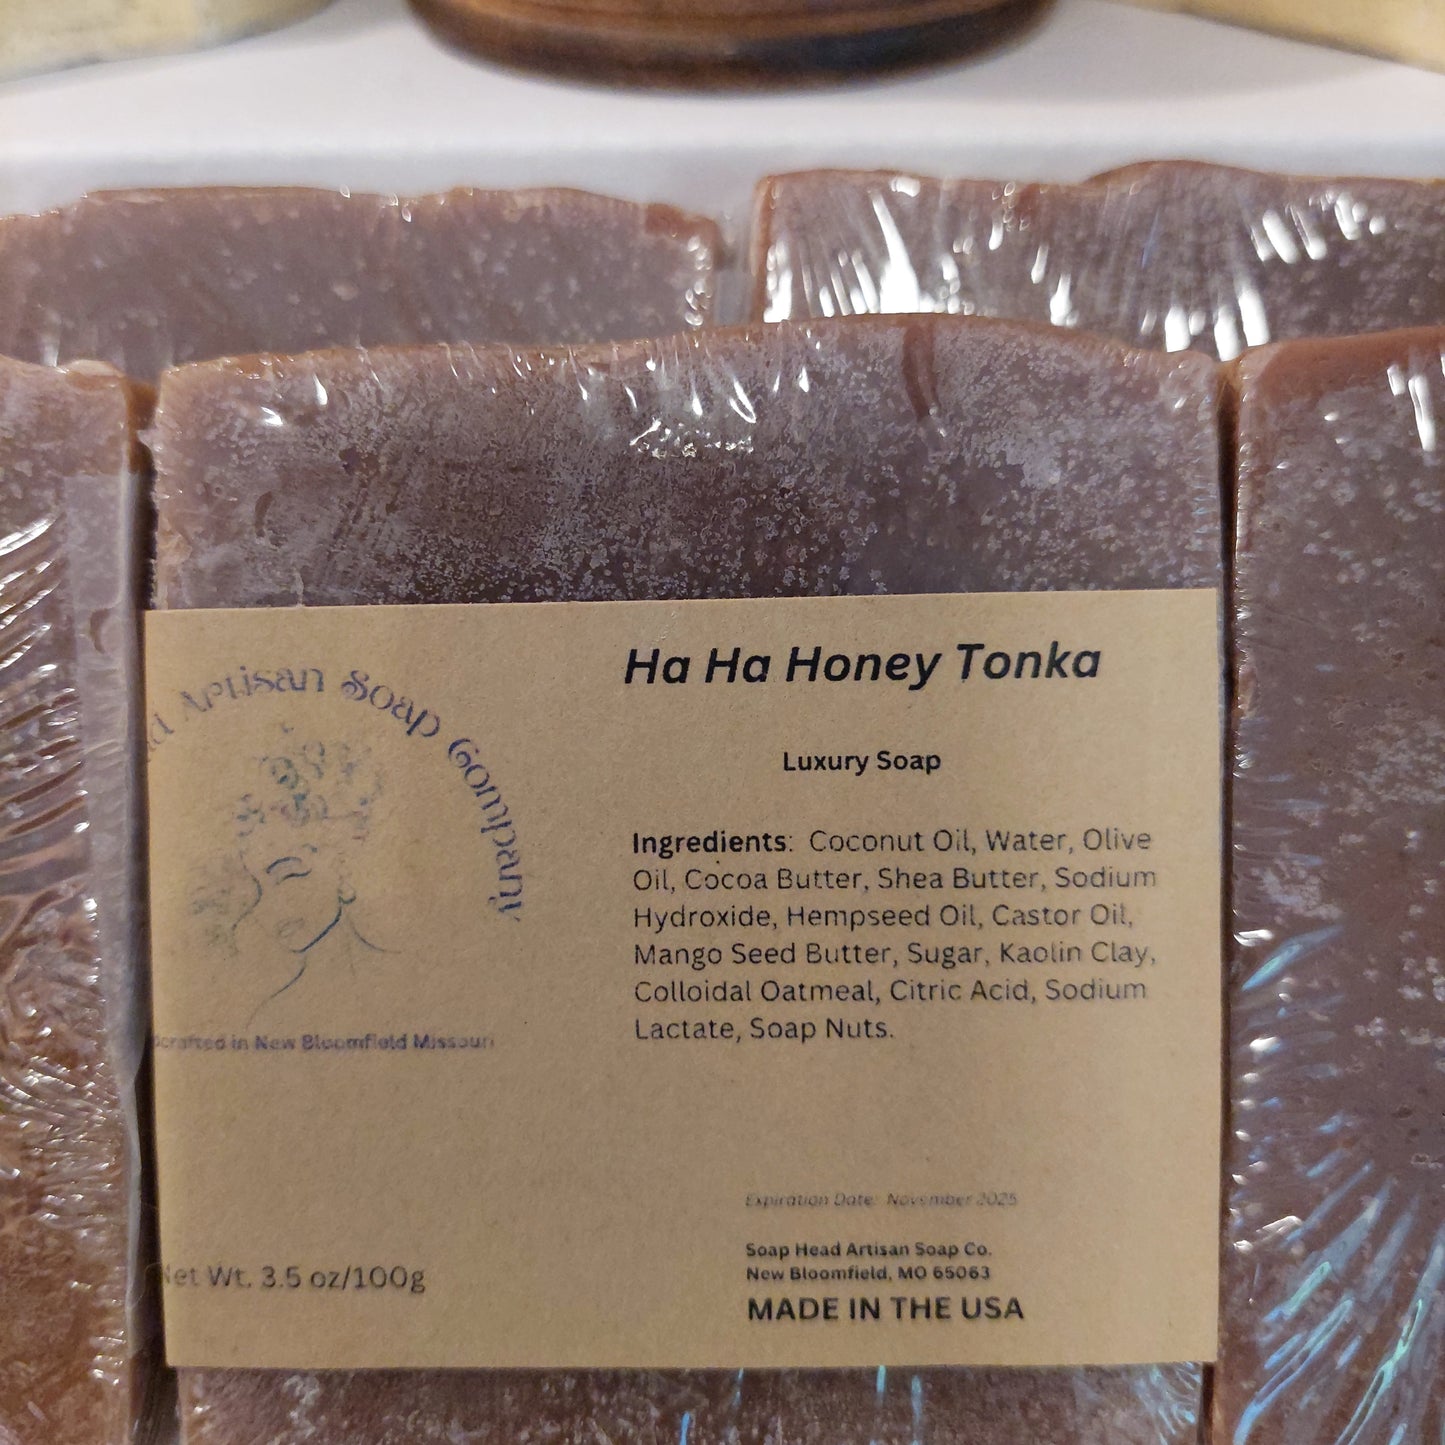 Artisan Soap Company
in New Bloomfield Missouri
Net Wt. 3.5 oz/100g
Ha Ha Honey Tonka
Luxury Soap
Ingredients: Coconut Oil, Water, Olive
Oil, Cocoa Butter, Shea Butter, Sodium
Hydroxide, Hempseed Oil, Castor Oil,
Mango Seed Butter, Sugar, Kaolin Clay,
Colloidal Oatmeal, Citric Acid, Sodium
Lactate, Soap Nuts.
Expiration Date: November 2025
Soap Head Artisan Soap Co.
New Bloomfield, MO 65063
MADE IN THE USA